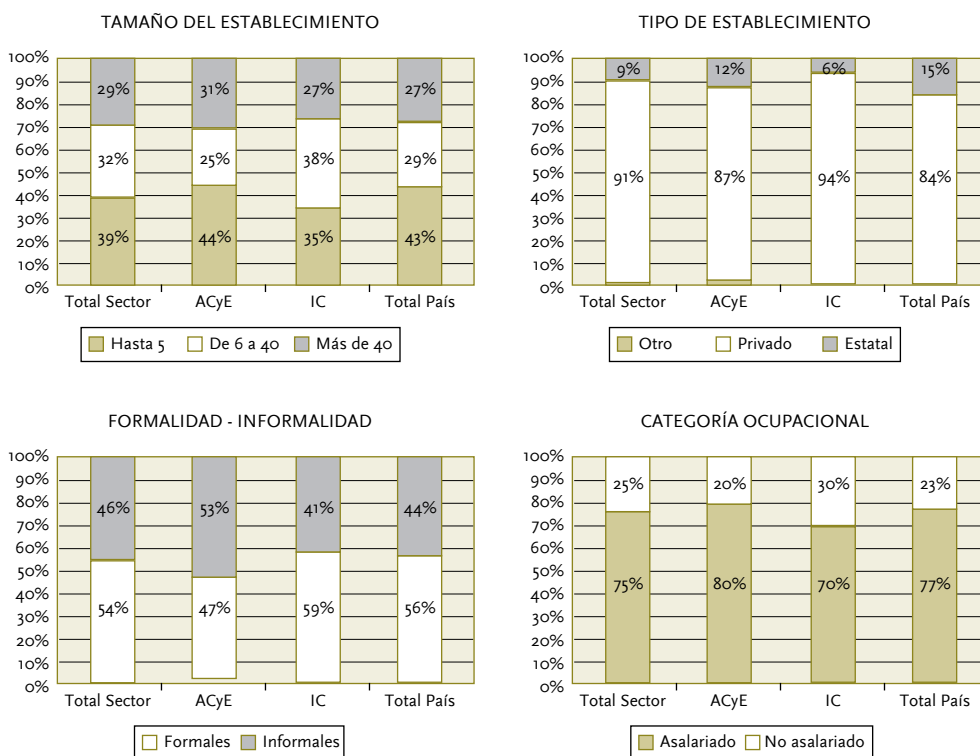 TAMAÑO DEL ESTABLECIMIENTO
100%
90%
80%
70%
60%
50%
40%
30%
20%
10%
0%
29% 31% 27% 27%
32% 25% 38% 29%
39% 44% 35% 43%
Total Sector ACyE IC Total País
Hasta 5 De 6 a 40 Más de 40
TIPO DE ESTABLECIMIENTO
100%
90%
80%
70%
60%
50%
40%
30%
20%
10%
0%
9% 12% 6% 15%
91% 87% 94% 84%
Total Sector ACyE IC Total País
Otro Privado Estatal
FORMALIDAD - INFORMALIDAD
100%
90%
80%
70%
60%
50%
40%
30%
20%
10%
0%
46% 53% 41% 44%
54% 47% 59% 56%
Total Sector ACyE IC Total País
Formales Informales
CATEGORÍA OCUPACIONAL
100%
90%
80%
70%
60%
50%
40%
30%
20%
10%
0%
25% 20% 30% 23%
75% 80% 70% 77%
Total Sector ACyE IC Total País
Asalariado No asalariado